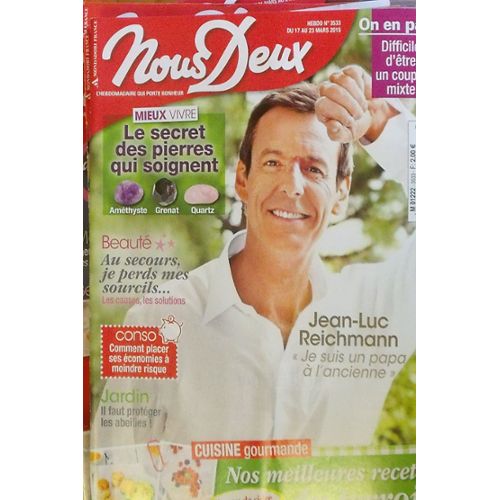 HEBDO N° 3533
DU 17 AU 23 MARS 2015
On en pa
Nous Deux
L'HEBDOMADAIRE QUI PORTE BONHEUR
Difficile
d'être
un coup
mixte
MIEUX VIVRE
Le secret
des pierres
qui soignent
Améthyste Grenat Quartz
Beauté
Au secours,
je perds mes
sourcils...
Les causes, les solutions
Jean-Luc
Reichmann
« Je suis un papa
à l'ancienne »
conso
Comment placer
ses économies à
moindre risque
Jardin
Il faut protéger
les abeilles !
CUISINE gourmande
Nos meilleures recet